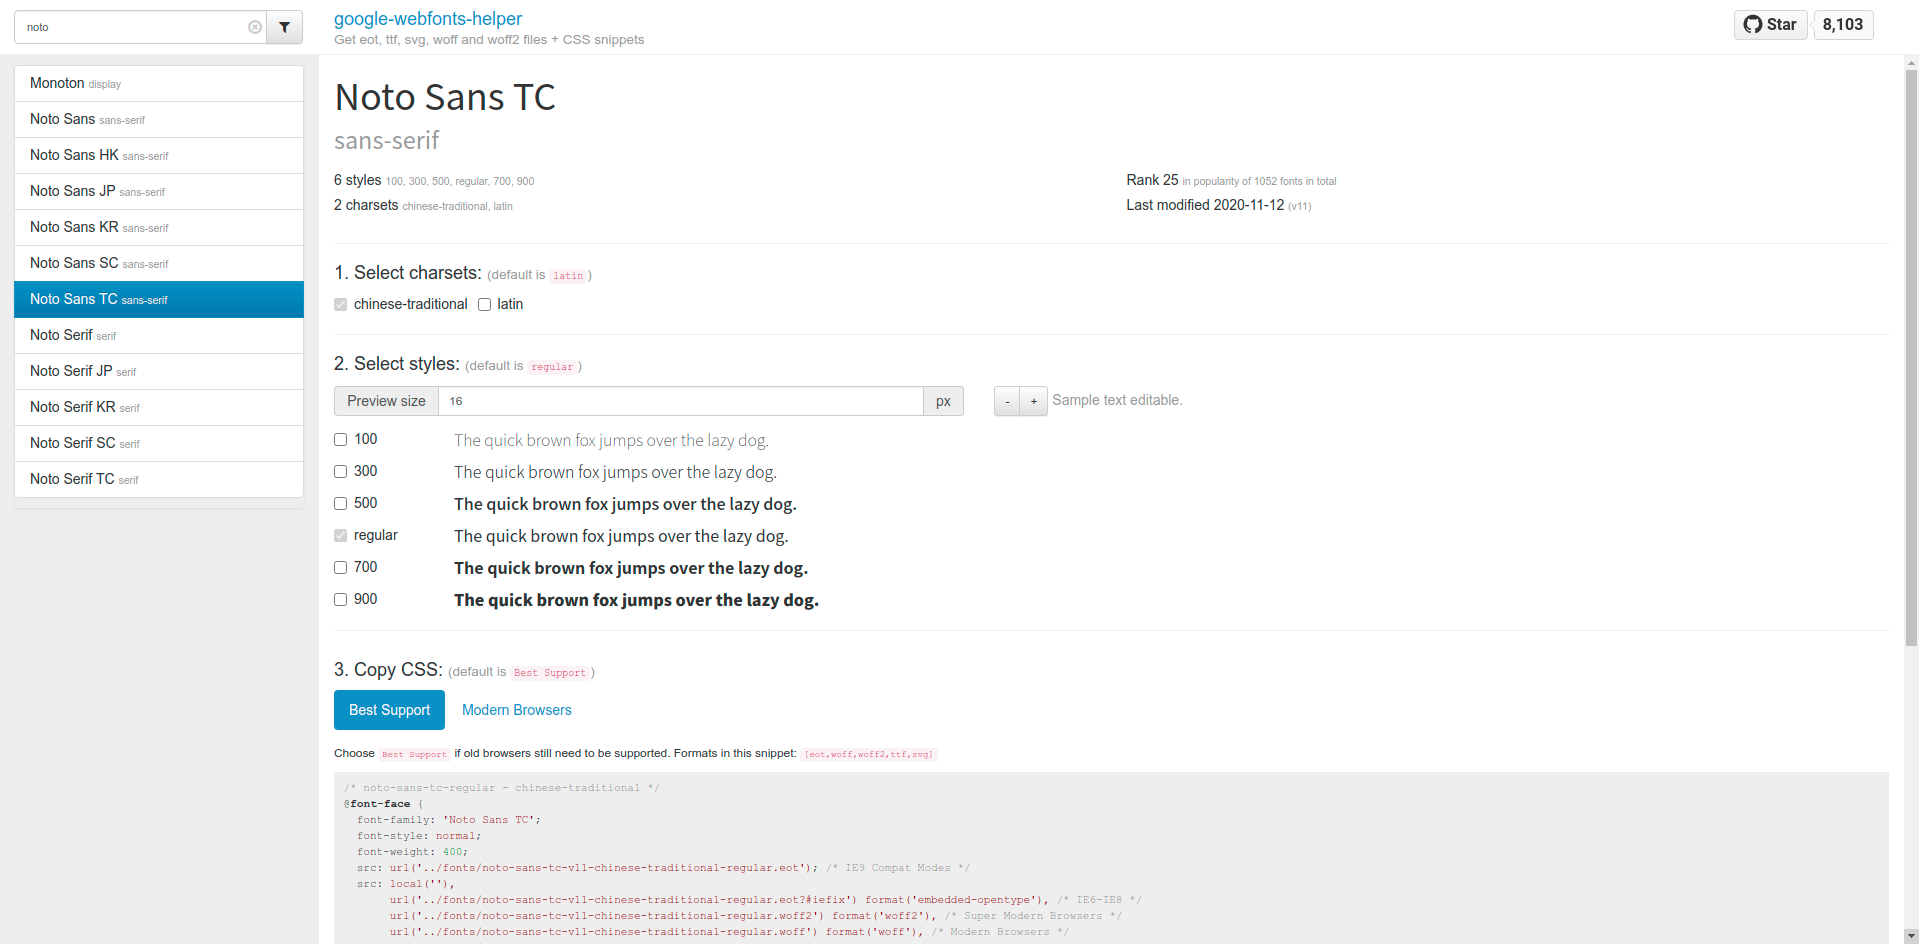 noto
google-webfonts-helper
Get eot, ttf, svg, woff and woff2 files + CSS snippets
Star 8,103
Monoton display
Noto Sans sans-serif
Noto Sans HK sans-serif
Noto Sans JP sans-serif
Noto Sans KR sans-serif
Noto Sans SC sans-serif
Noto Sans TC sans-serif
Noto Serif serif
Noto Serif JP serif
Noto Serif KR serif
Noto Serif SC serif
Noto Serif TC serif
Noto Sans TC
sans-serif
6 styles 100, 300, 500, regular, 700, 900
2 charsets chinese-traditional, latin
Rank 25 in popularity of 1052 fonts in total
Last modified 2020-11-12 (v11)
1. Select charsets: (default is latin)
chinese-traditional latin
2. Select styles: (default is regular)
Preview size 16 px - + Sample text editable.
100 The quick brown fox jumps over the lazy dog.
300 The quick brown fox jumps over the lazy dog.
500 The quick brown fox jumps over the lazy dog.
regular The quick brown fox jumps over the lazy dog.
700 The quick brown fox jumps over the lazy dog.
900 The quick brown fox jumps over the lazy dog.
3. Copy CSS: (default is Best Support)
Best Support Modern Browsers
Choose Best Support if old browsers still need to be supported. Formats in this snippet: [eot,woff,woff2,ttf,svg]
/* noto-sans-tc-regular - chinese-traditional */
@font-face {
font-family: 'Noto Sans TC';
font-style: normal;
font-weight: 400;
src: url('../fonts/noto-sans-tc-v11-chinese-traditional-regular.eot'); /* IE9 Compat Modes */
src: local(''),
url('../fonts/noto-sans-tc-v11-chinese-traditional-regular.eot?#iefix') format('embedded-opentype'), /* IE6-IE8 */
url('../fonts/noto-sans-tc-v11-chinese-traditional-regular.woff2') format('woff2'), /* Super Modern Browsers */
url('../fonts/noto-sans-tc-v11-chinese-traditional-regular.woff') format('woff'), /* Modern Browsers */